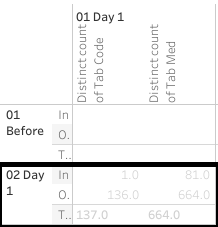 01 Day 1
Distinct count
of Tab Code
Distinct count
of Tab Med
01
Before
In
O.
T..
02 Day
1
In 1.0 81.0
O. 136.0 664.0
T.. 137.0 664.0